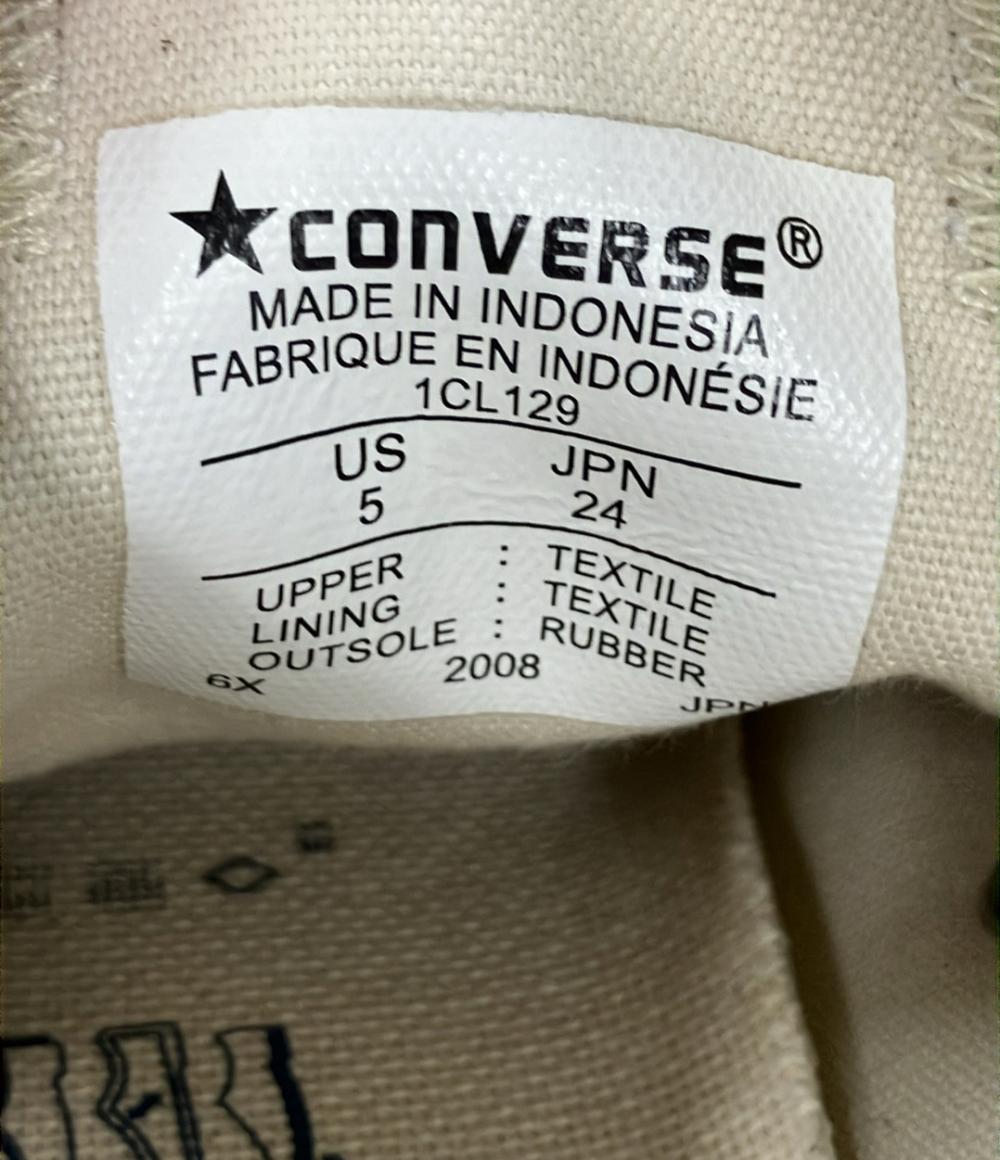 ★CONVERSE®
MADE IN INDONESIA
FABRIQUE EN INDONÉSIE
1CL129
US JPN
5 24
UPPER : TEXTILE
LINING : TEXTILE
OUTSOLE : RUBBER
6X 2008 JPN